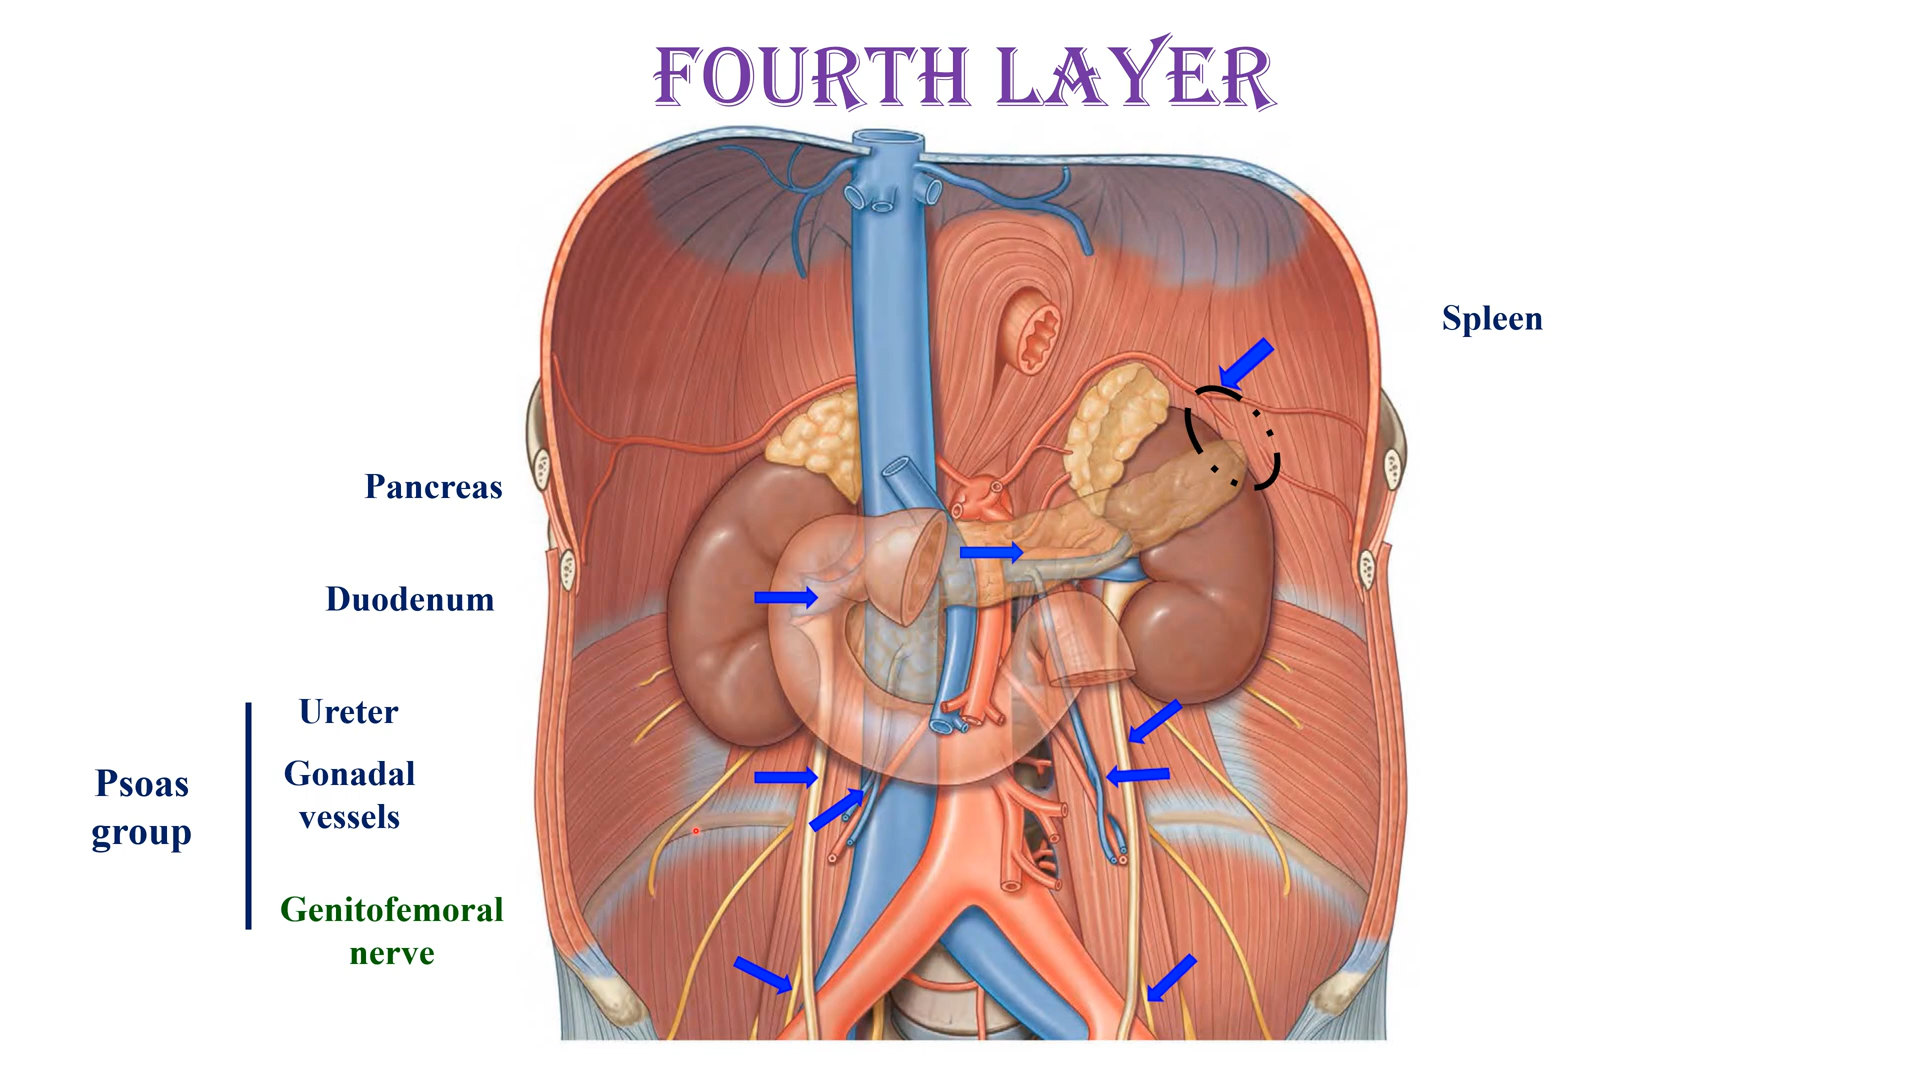 FOURTH LAYER
Spleen
Pancreas
Duodenum
Ureter
Gonadal
vessels
Psoas
group
Genitofemoral
nerve